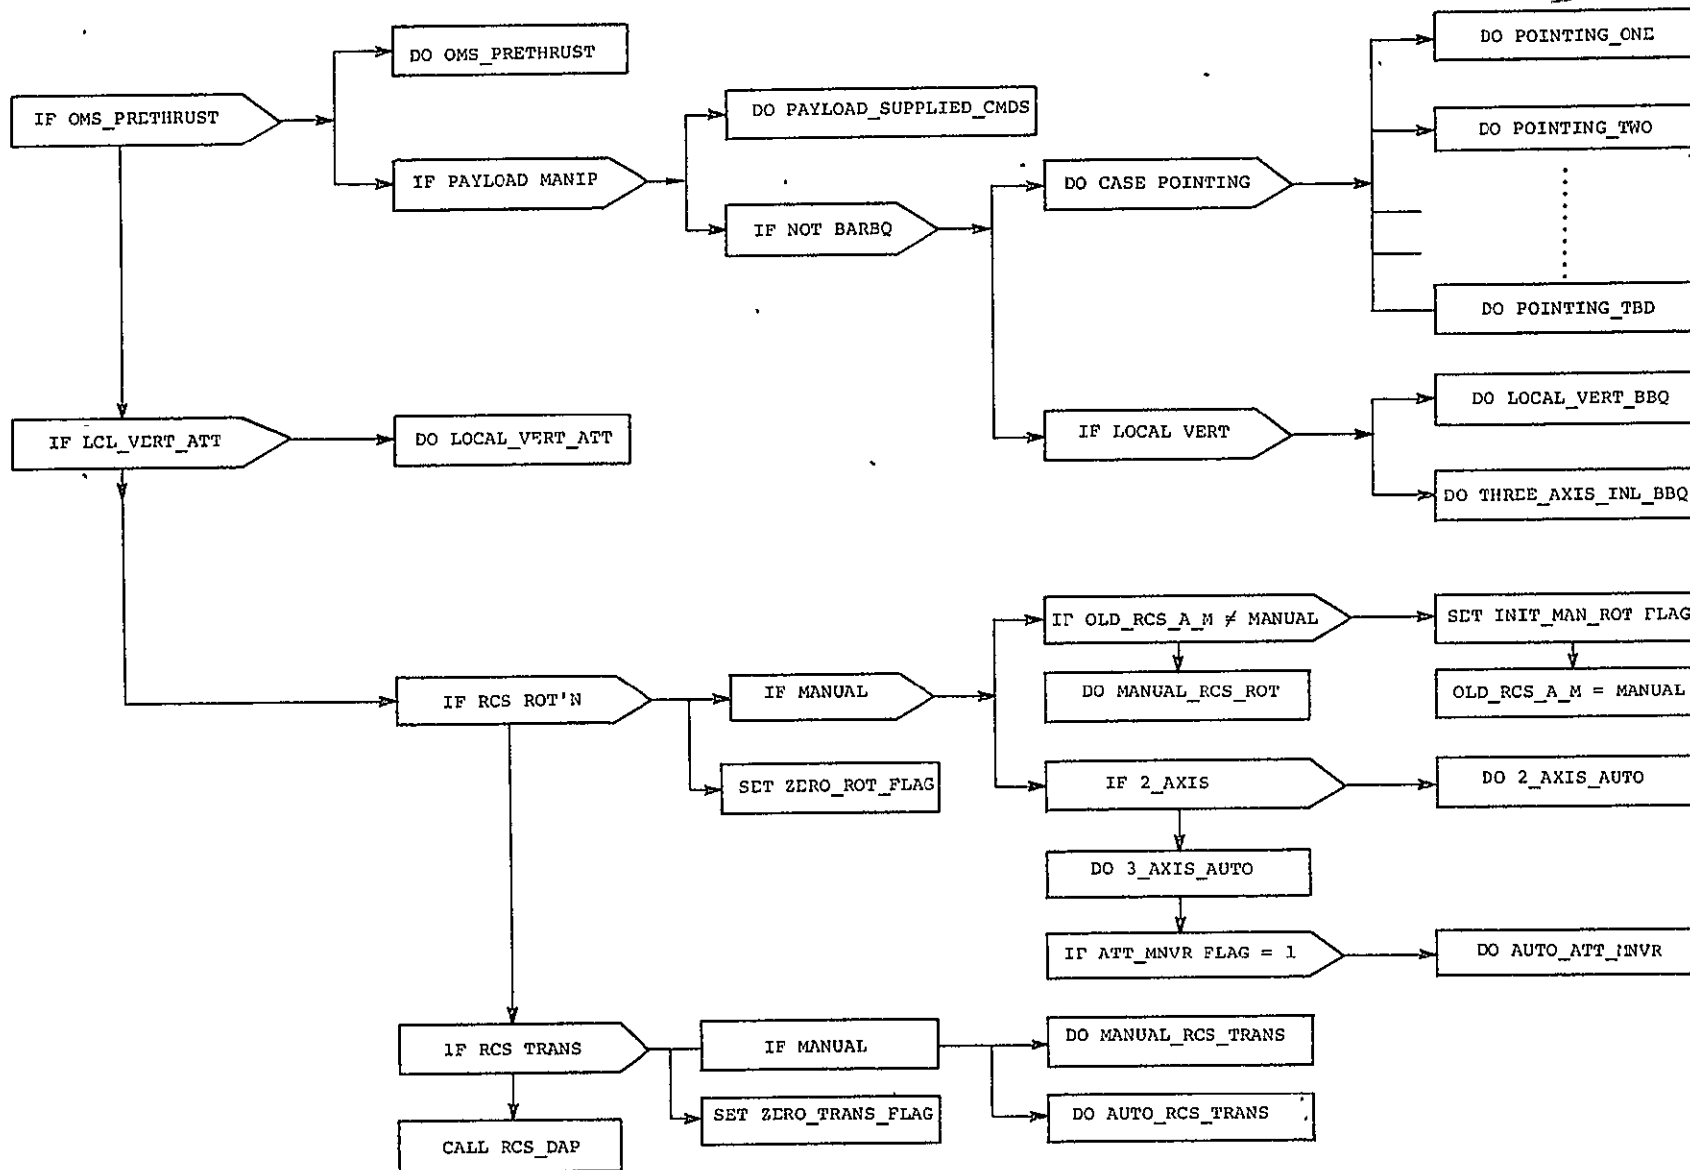 DO OMS_PRETHRUST
IF OMS_PRETHRUST
IF PAYLOAD MANIP
DO PAYLOAD_SUPPLIED_CMDS
IF NOT BARBQ
DO CASE POINTING
DO POINTING_ONE
DO POINTING_TWO
DO POINTING_TBD
IF LOCAL VERT
DO LOCAL_VERT_BBQ
DO THREE_AXIS_INL_BBQ
IF LCL_VERT_ATT
DO LOCAL_VERT_ATT
IF RCS ROT'N
IF MANUAL
SET ZERO_ROT_FLAG
IF OLD_RCS_A_M ≠ MANUAL
SET INIT_MAN_ROT FLAG
DO MANUAL_RCS_ROT
OLD_RCS_A_M = MANUAL
IF 2_AXIS
DO 2_AXIS_AUTO
DO 3_AXIS_AUTO
IF ATT_MNVR FLAG = 1
DO AUTO_ATT_MNVR
IF RCS TRANS
IF MANUAL
DO MANUAL_RCS_TRANS
SET ZERO_TRANS_FLAG
DO AUTO_RCS_TRANS
CALL RCS_DAP